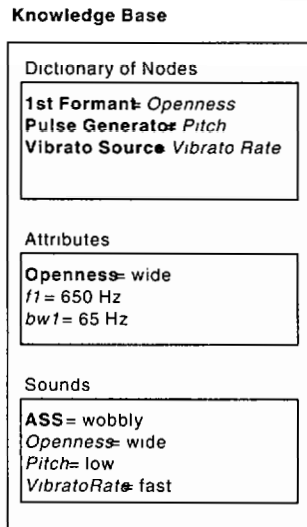 Knowledge Base
Dictionary of Nodes
1st Formant= Openness
Pulse Generator= Pitch
Vibrato Source= Vibrato Rate
Attributes
Openness= wide
f1= 650 Hz
bw1= 65 Hz
Sounds
ASS= wobbly
Openness= wide
Pitch= low
VibratoRate= fast